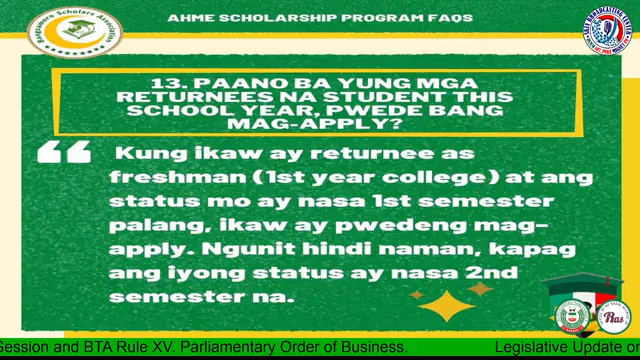 AHME SCHOLARSHIP PROGRAM FAQS
Bangsamoro Scholars Association
13. PAANO BA YUNG MGA
RETURNEES NA STUDENT THIS
SCHOOL YEAR, PWEDE BANG
MAG-APPLY?
“ Kung ikaw ay returnee as
freshman (1st year college) at ang
status mo ay nasa 1st semester
palang, ikaw ay pwedeng mag-
apply. Ngunit hindi naman, kapag
ang iyong status ay nasa 2nd
semester na.
Session and BTA Rule XV. Parliamentary Order of Business. Legislative Update on